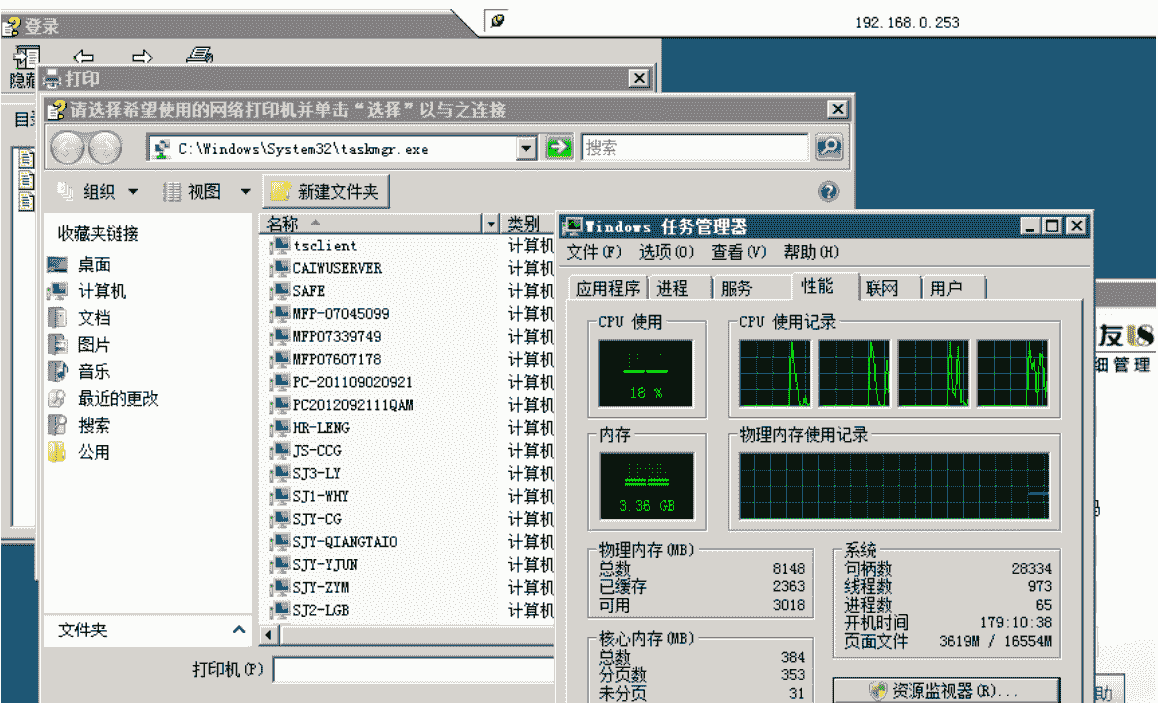 登录
192.168.0.253
隐藏
打印
请选择希望使用的网络打印机并单击“选择”以与之连接
目录
C:\Windows\System32\taskmgr.exe
搜索
组织 视图 新建文件夹
收藏夹链接
桌面
计算机
文档
图片
音乐
最近的更改
搜索
公用
文件夹
名称 类别
tsclient 计算机
CAIWUSERVER 计算机
SAFE 计算机
MFP-07045099 计算机
MFP07339749 计算机
MFP07607178 计算机
PC-201109020921 计算机
PC2012092111QAM 计算机
HR-LENG 计算机
JS-CCG 计算机
SJ3-LY 计算机
SJ1-WHY 计算机
SJY-CG 计算机
SJY-QIANGTAIO 计算机
SJY-YJUN 计算机
SJY-ZYM 计算机
SJ2-LGB 计算机
打印机(P)
Windows 任务管理器
文件(F) 选项(O) 查看(V) 帮助(H)
应用程序 进程 服务 性能 联网 用户
CPU 使用
18 %
CPU 使用记录
内存
3.36 GB
物理内存使用记录
物理内存(MB)
总数 8148
已缓存 2363
可用 3018
核心内存(MB)
总数 384
分页数 353
未分页 31
系统
句柄数 28334
线程数 973
进程数 65
开机时间 179:10:38
页面文件 3619M / 16554M
资源监视器(R)...
友U8
细管理
助